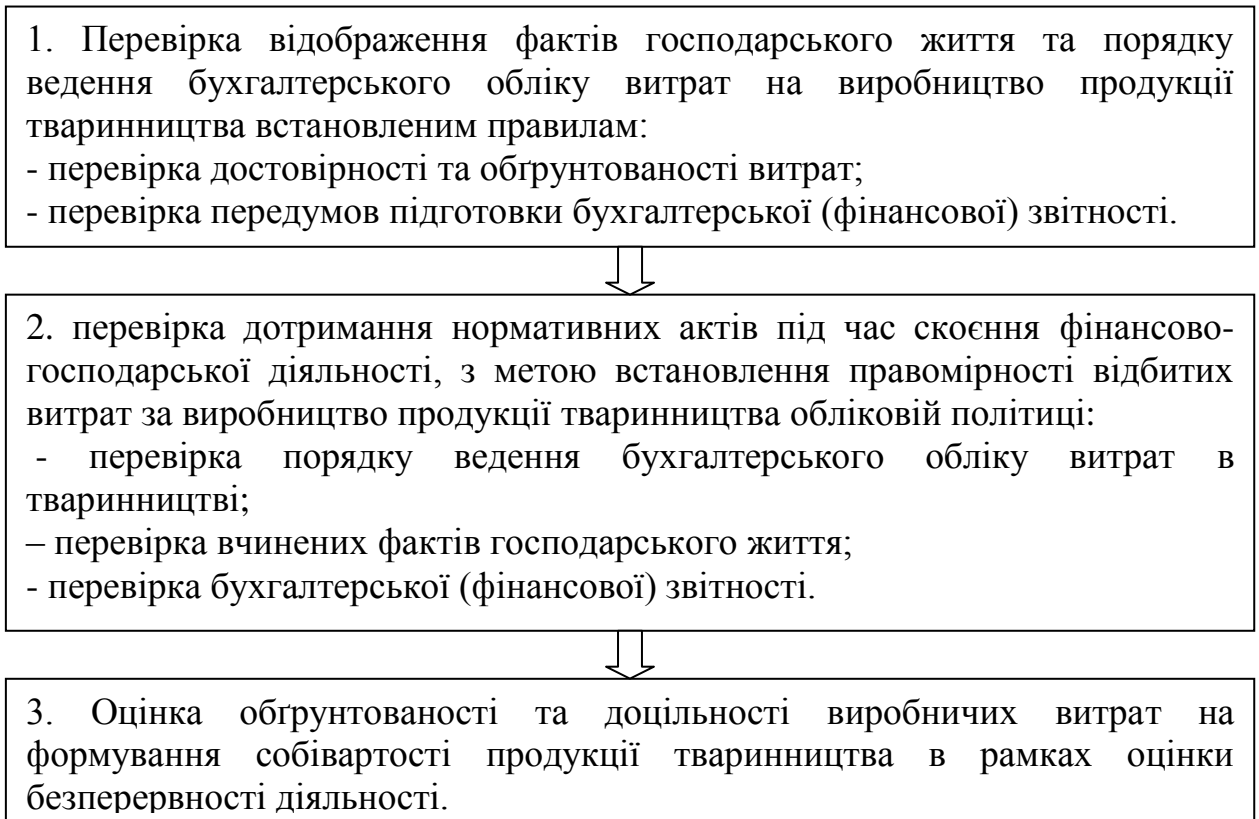 1. Перевірка відображення фактів господарського життя та порядку
ведення бухгалтерського обліку витрат на виробництво продукції
тваринництва встановленим правилам:
- перевірка достовірності та обґрунтованості витрат;
- перевірка передумов підготовки бухгалтерської (фінансової) звітності.
2. перевірка дотримання нормативних актів під час скоєння фінансово-
господарської діяльності, з метою встановлення правомірності відбитих
витрат за виробництво продукції тваринництва обліковій політиці:
- перевірка порядку ведення бухгалтерського обліку витрат в
тваринництві;
– перевірка вчинених фактів господарського життя;
- перевірка бухгалтерської (фінансової) звітності.
3. Оцінка обґрунтованості та доцільності виробничих витрат на
формування собівартості продукції тваринництва в рамках оцінки
безперервності діяльності.